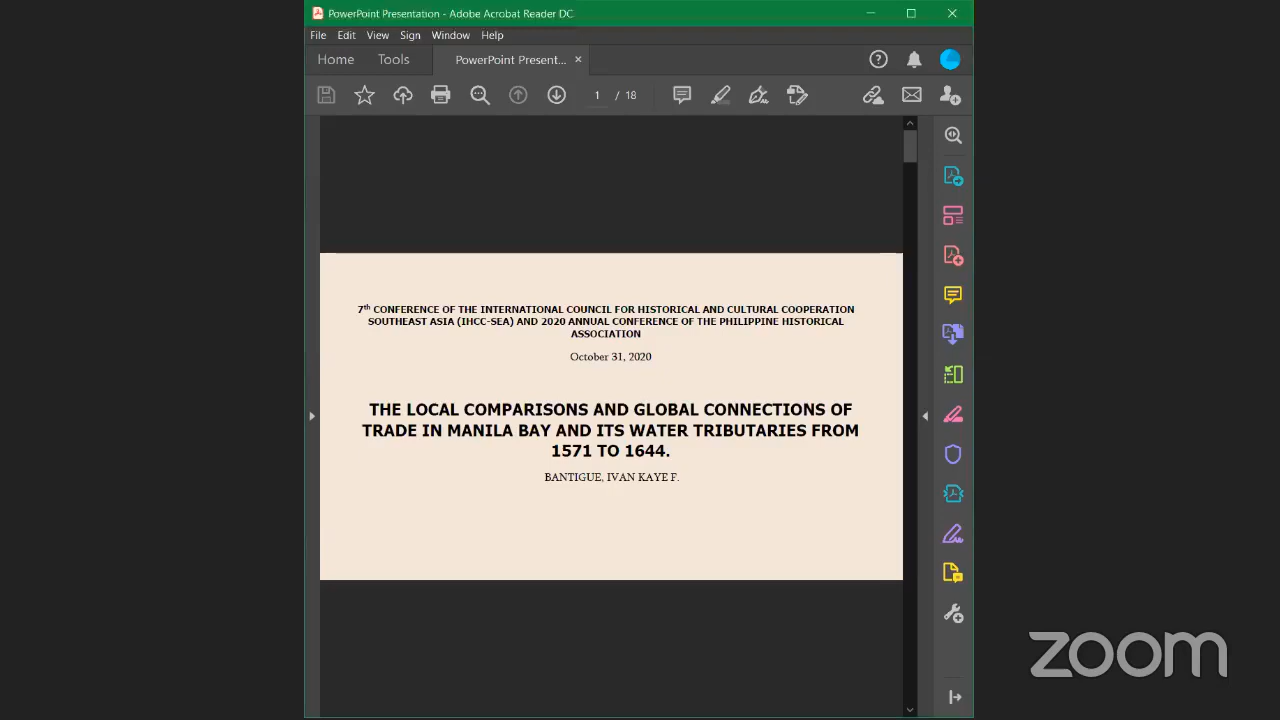 PowerPoint Presentation - Adobe Acrobat Reader DC
File Edit View Sign Window Help
Home Tools PowerPoint Present...
1 / 18
7th CONFERENCE OF THE INTERNATIONAL COUNCIL FOR HISTORICAL AND CULTURAL COOPERATION
SOUTHEAST ASIA (IHCC-SEA) AND 2020 ANNUAL CONFERENCE OF THE PHILIPPINE HISTORICAL
ASSOCIATION
October 31, 2020
THE LOCAL COMPARISONS AND GLOBAL CONNECTIONS OF
TRADE IN MANILA BAY AND ITS WATER TRIBUTARIES FROM
1571 TO 1644.
BANTIGUE, IVAN KAYE F.
zoom